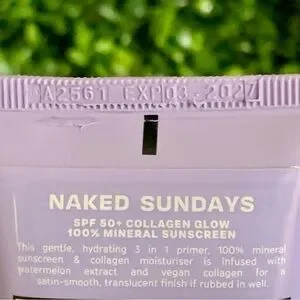 A2561 EXP03.2027
NAKED SUNDAYS
SPF 50+ COLLAGEN GLOW
100% MINERAL SUNSCREEN
This gentle, hydrating 3 in 1 primer, 100% mineral
sunscreen & collagen moisturiser is infused with
watermelon extract and vegan collagen for a
satin-smooth, translucent finish if rubbed in well.